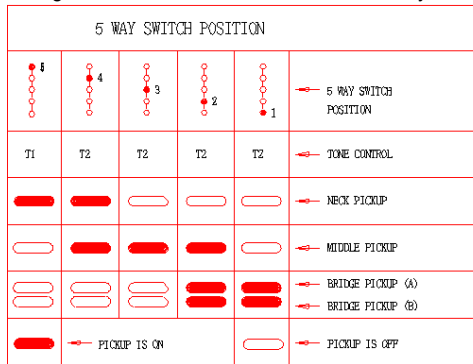 5 WAY SWITCH POSITION
5 4 3 2 1
5 WAY SWITCH
POSITION
T1 T2 T2 T2 T2 TONE CONTROL
NECK PICKUP
MIDDLE PICKUP
BRIDGE PICKUP (A)
BRIDGE PICKUP (B)
PICKUP IS ON PICKUP IS OFF